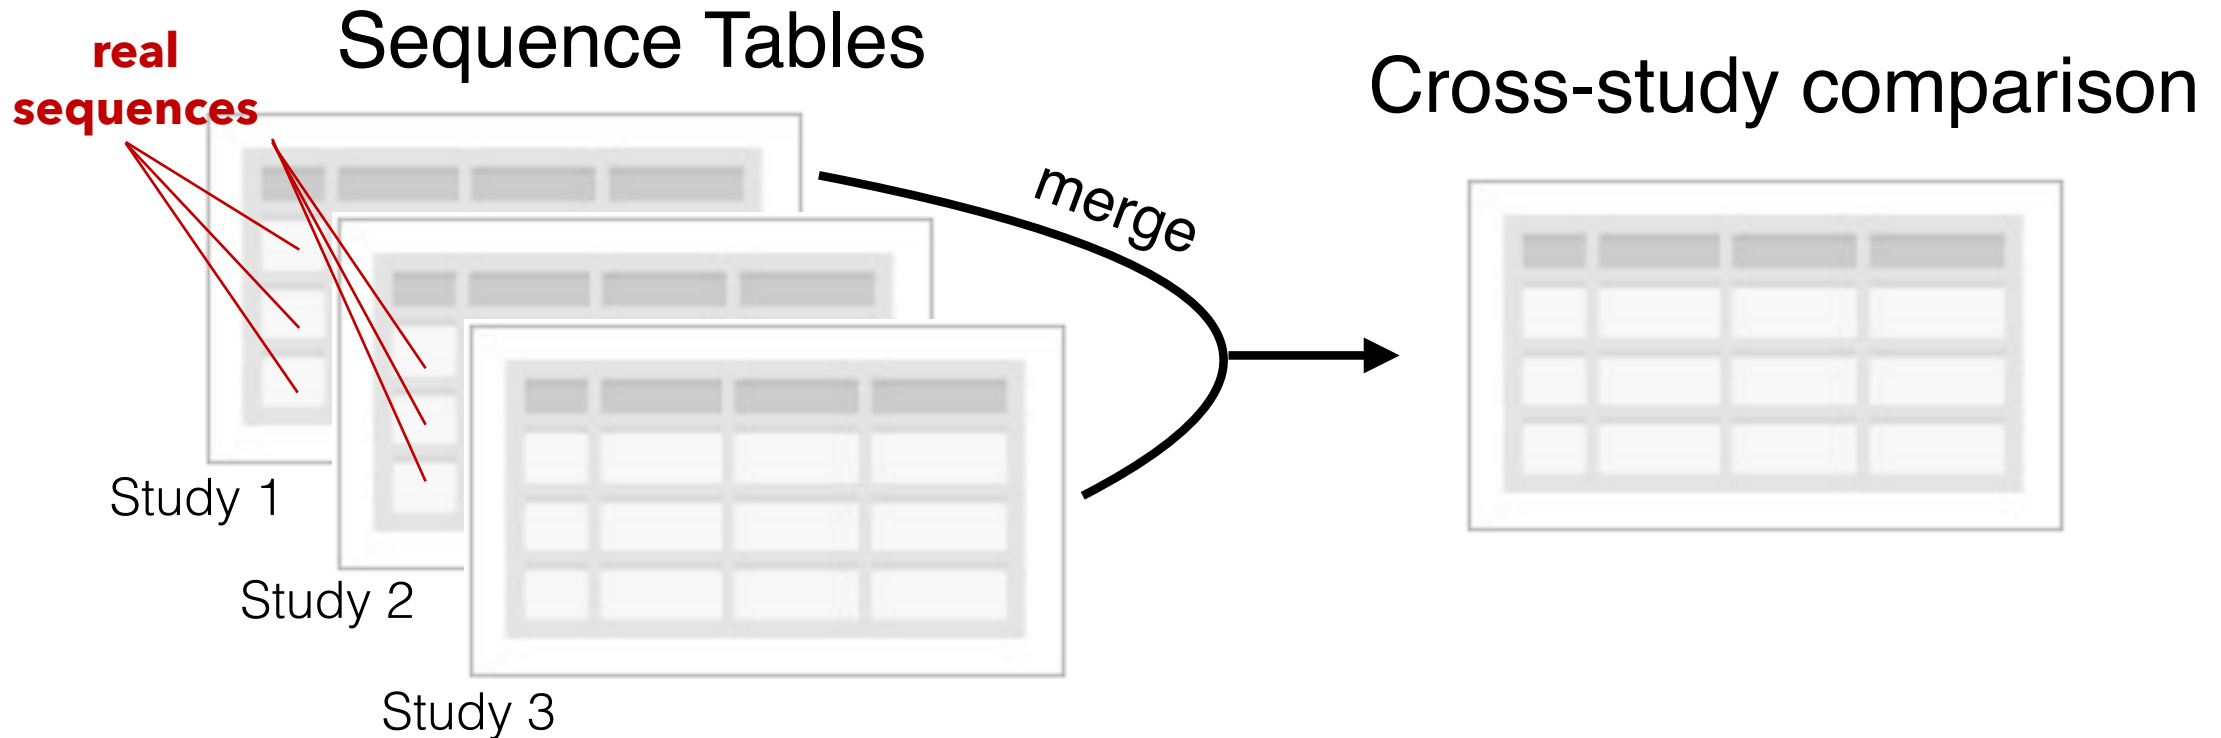 real
sequences
Sequence Tables
Cross-study comparison
merge
Study 1
Study 2
Study 3